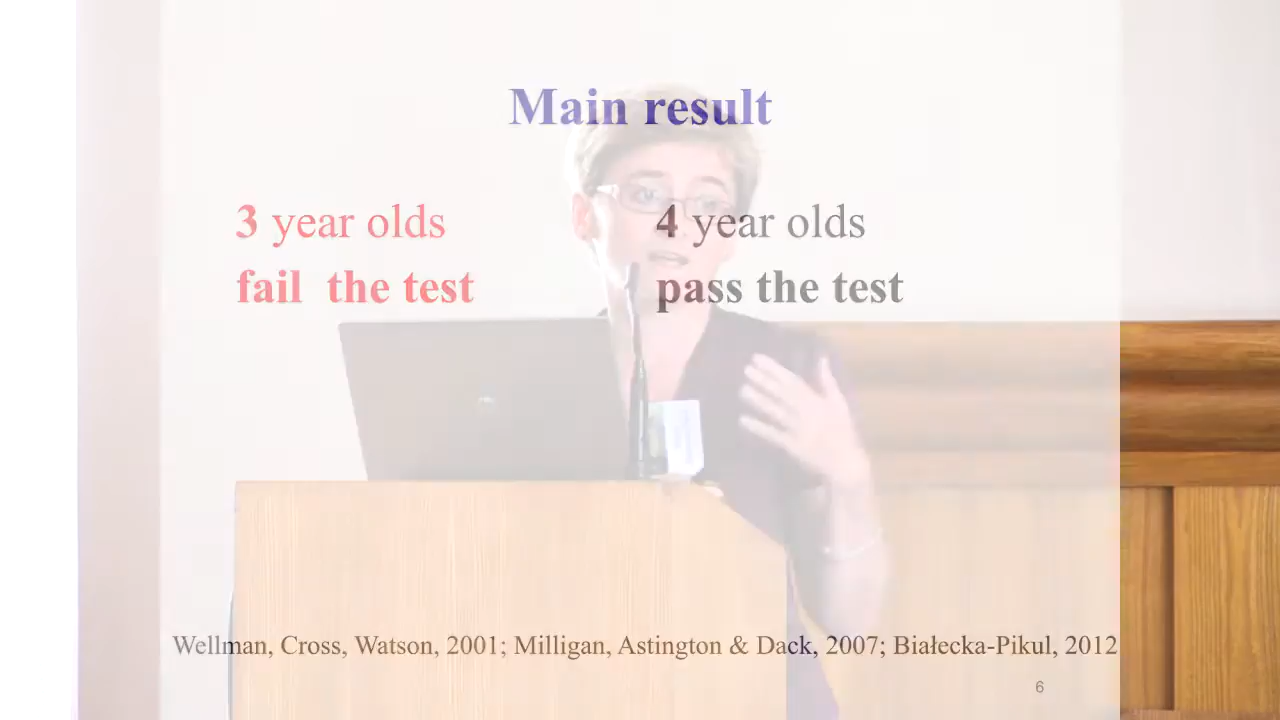 Main result
3 year olds
fail the test
4 year olds
pass the test
Wellman, Cross, Watson, 2001; Milligan, Astington & Dack, 2007; Białecka-Pikul, 2012
6